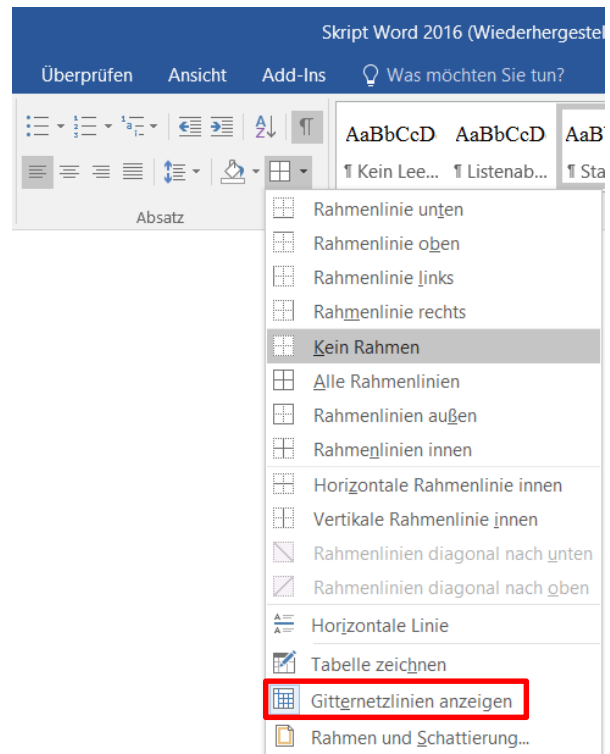 Skript Word 2016 (Wiederhergestel
Überprüfen Ansicht Add-Ins Was möchten Sie tun?
AaBbCcD AaBbCcD AaB
¶ Kein Lee... ¶ Listenab... ¶ Sta
Absatz
Rahmenlinie unten
Rahmenlinie oben
Rahmenlinie links
Rahmenlinie rechts
Kein Rahmen
Alle Rahmenlinien
Rahmenlinien außen
Rahmenlinien innen
Horizontale Rahmenlinie innen
Vertikale Rahmenlinie innen
Rahmenlinien diagonal nach unten
Rahmenlinien diagonal nach oben
Horizontale Linie
Tabelle zeichnen
Gitternetzlinien anzeigen
Rahmen und Schattierung...